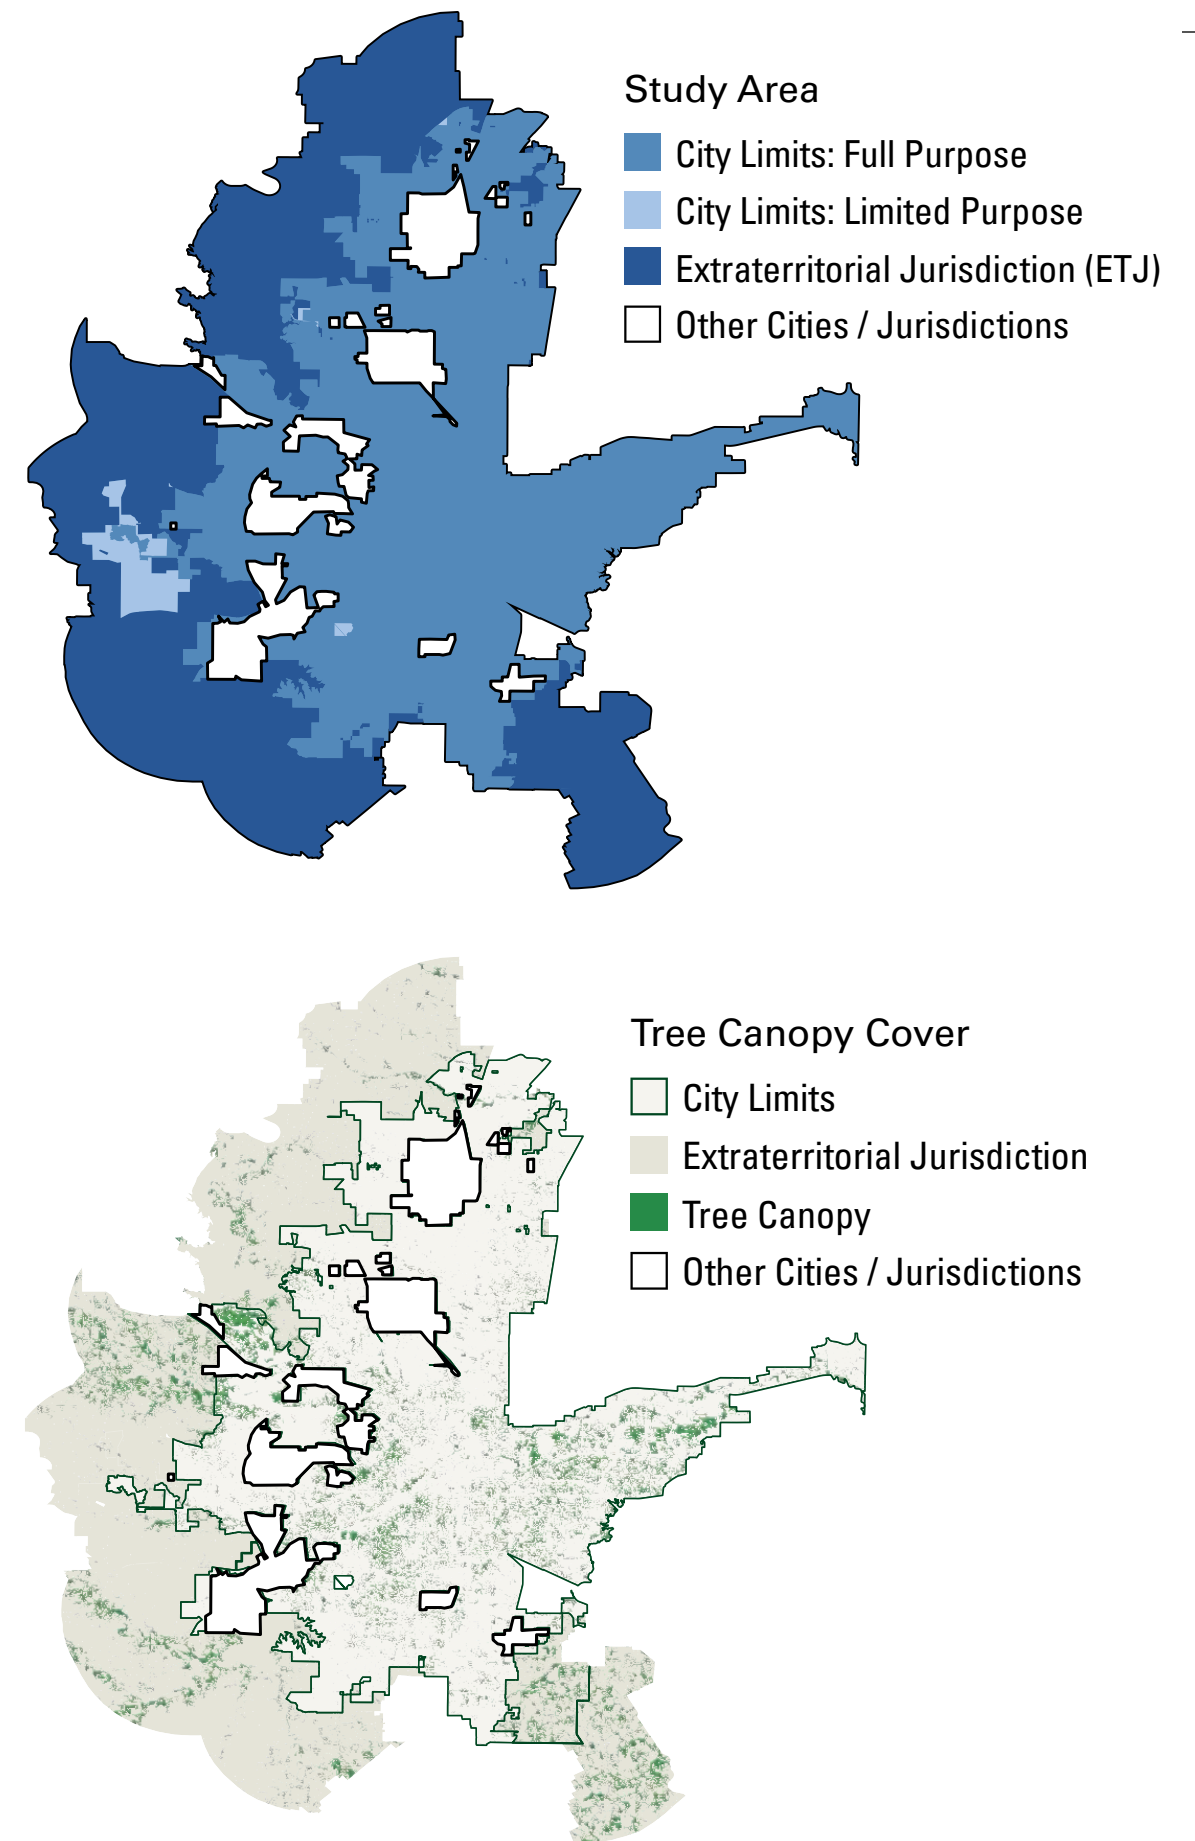 Study Area
City Limits: Full Purpose
City Limits: Limited Purpose
Extraterritorial Jurisdiction (ETJ)
Other Cities / Jurisdictions
Tree Canopy Cover
City Limits
Extraterritorial Jurisdiction
Tree Canopy
Other Cities / Jurisdictions